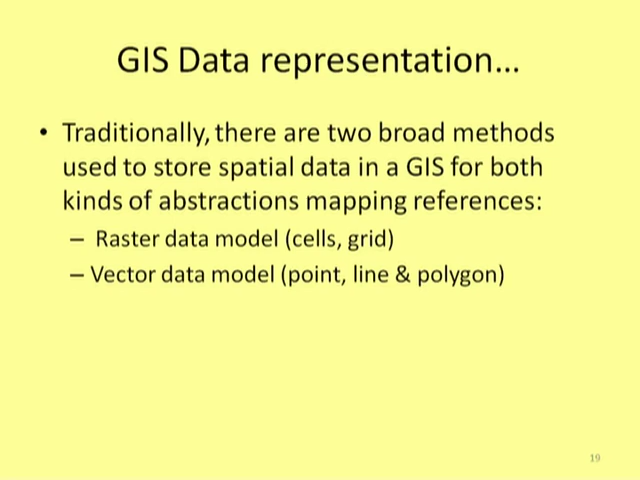 GIS Data representation...
• Traditionally, there are two broad methods
used to store spatial data in a GIS for both
kinds of abstractions mapping references:
– Raster data model (cells, grid)
– Vector data model (point, line & polygon)
19